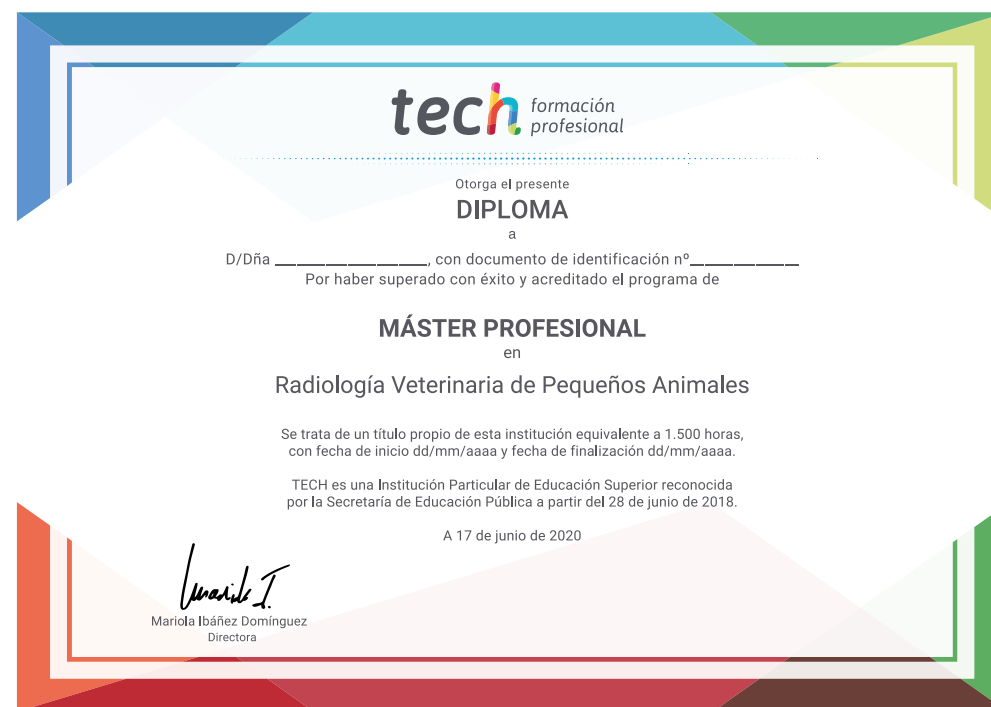 tech formación
profesional
Otorga el presente
DIPLOMA
a
D/Dña __________________, con documento de identificación nº_____________
Por haber superado con éxito y acreditado el programa de
MÁSTER PROFESIONAL
en
Radiología Veterinaria de Pequeños Animales
Se trata de un título propio de esta institución equivalente a 1.500 horas,
con fecha de inicio dd/mm/aaaa y fecha de finalización dd/mm/aaaa.
TECH es una Institución Particular de Educación Superior reconocida
por la Secretaría de Educación Pública a partir del 28 de junio de 2018.
A 17 de junio de 2020
Mariola I.
Mariola Ibáñez Domínguez
Directora